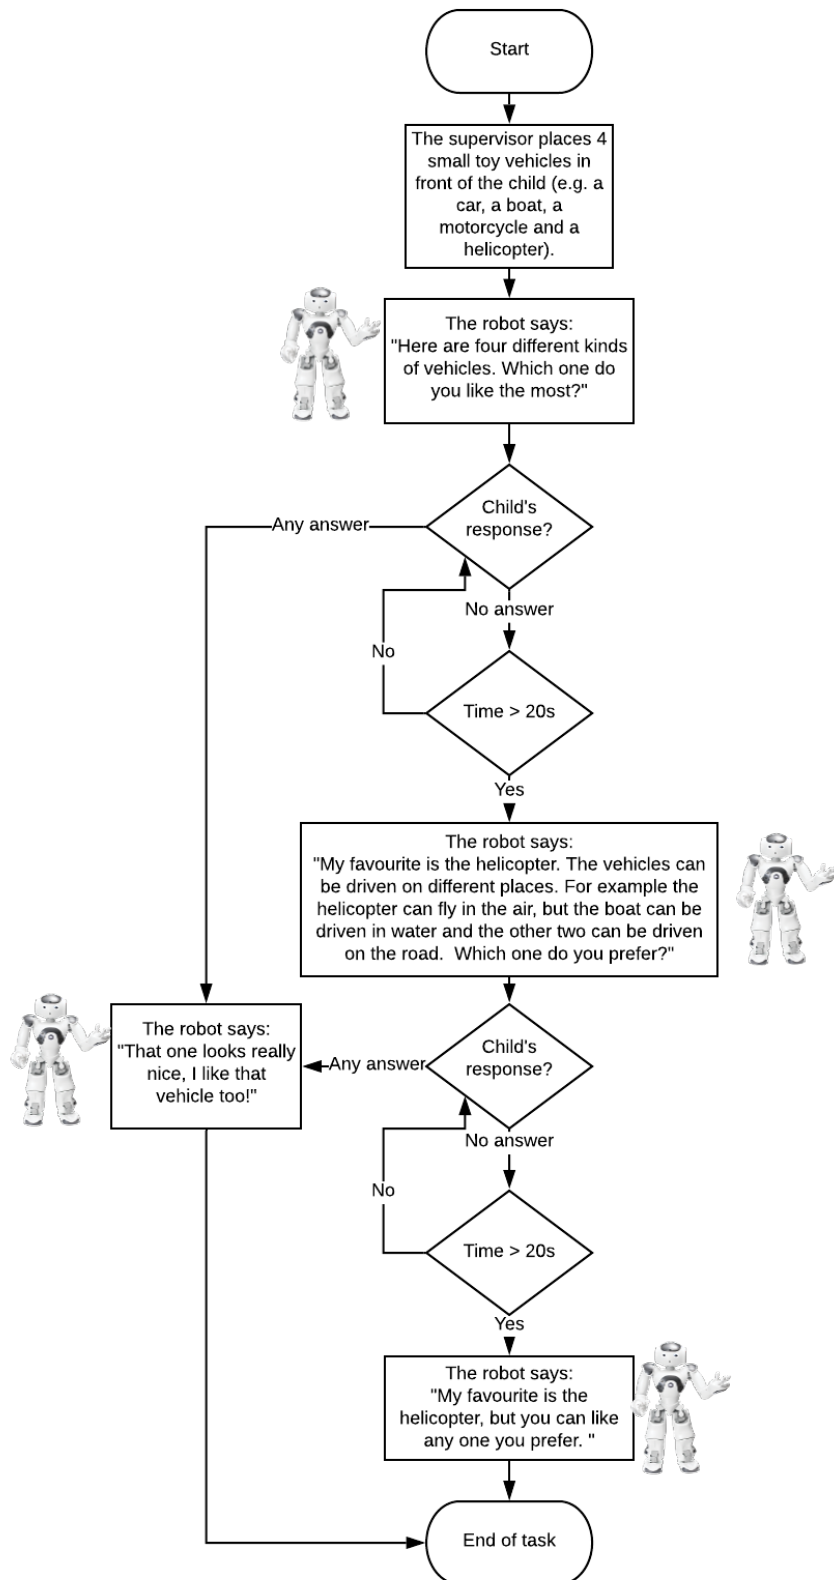 Start
The supervisor places 4
small toy vehicles in
front of the child (e.g. a
car, a boat, a
motorcycle and a
helicopter).
The robot says:
"Here are four different kinds
of vehicles. Which one do
you like the most?"
Child's
response?
Any answer
No answer
No
Time > 20s
Yes
The robot says:
"My favourite is the helicopter. The vehicles can
be driven on different places. For example the
helicopter can fly in the air, but the boat can be
driven in water and the other two can be driven
on the road.  Which one do you prefer?"
The robot says:
"That one looks really
nice, I like that
vehicle too!"
Any answer
Child's
response?
No answer
No
Time > 20s
Yes
The robot says:
"My favourite is the
helicopter, but you can like
any one you prefer. "
End of task